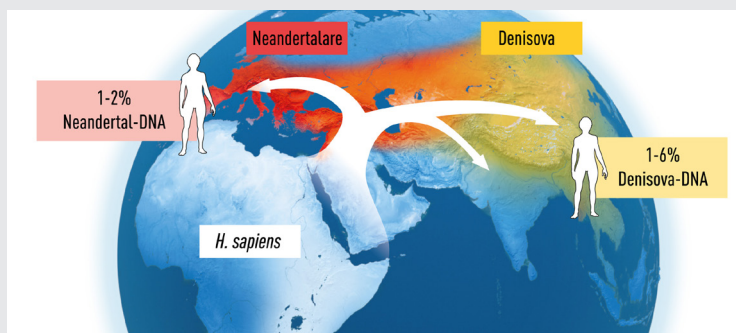 Neandertalare
Denisova
1-2%
Neandertal-DNA
1-6%
Denisova-DNA
H. sapiens